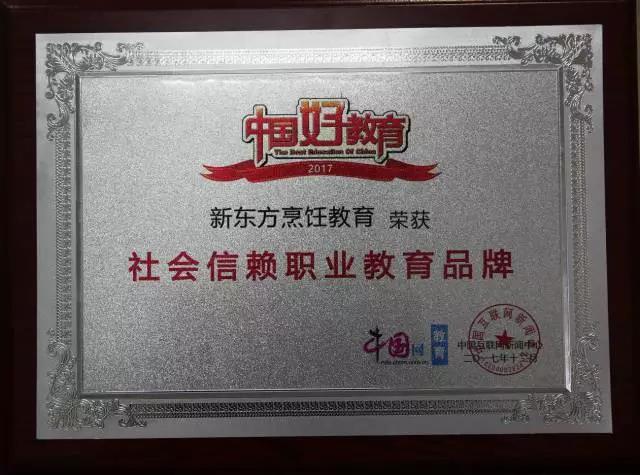 中国好教育
The Best Education Of China
2017
新东方烹饪教育 荣获
社会信赖职业教育品牌
中国网 教育
中国互联网新闻中心
二〇一七年十二月